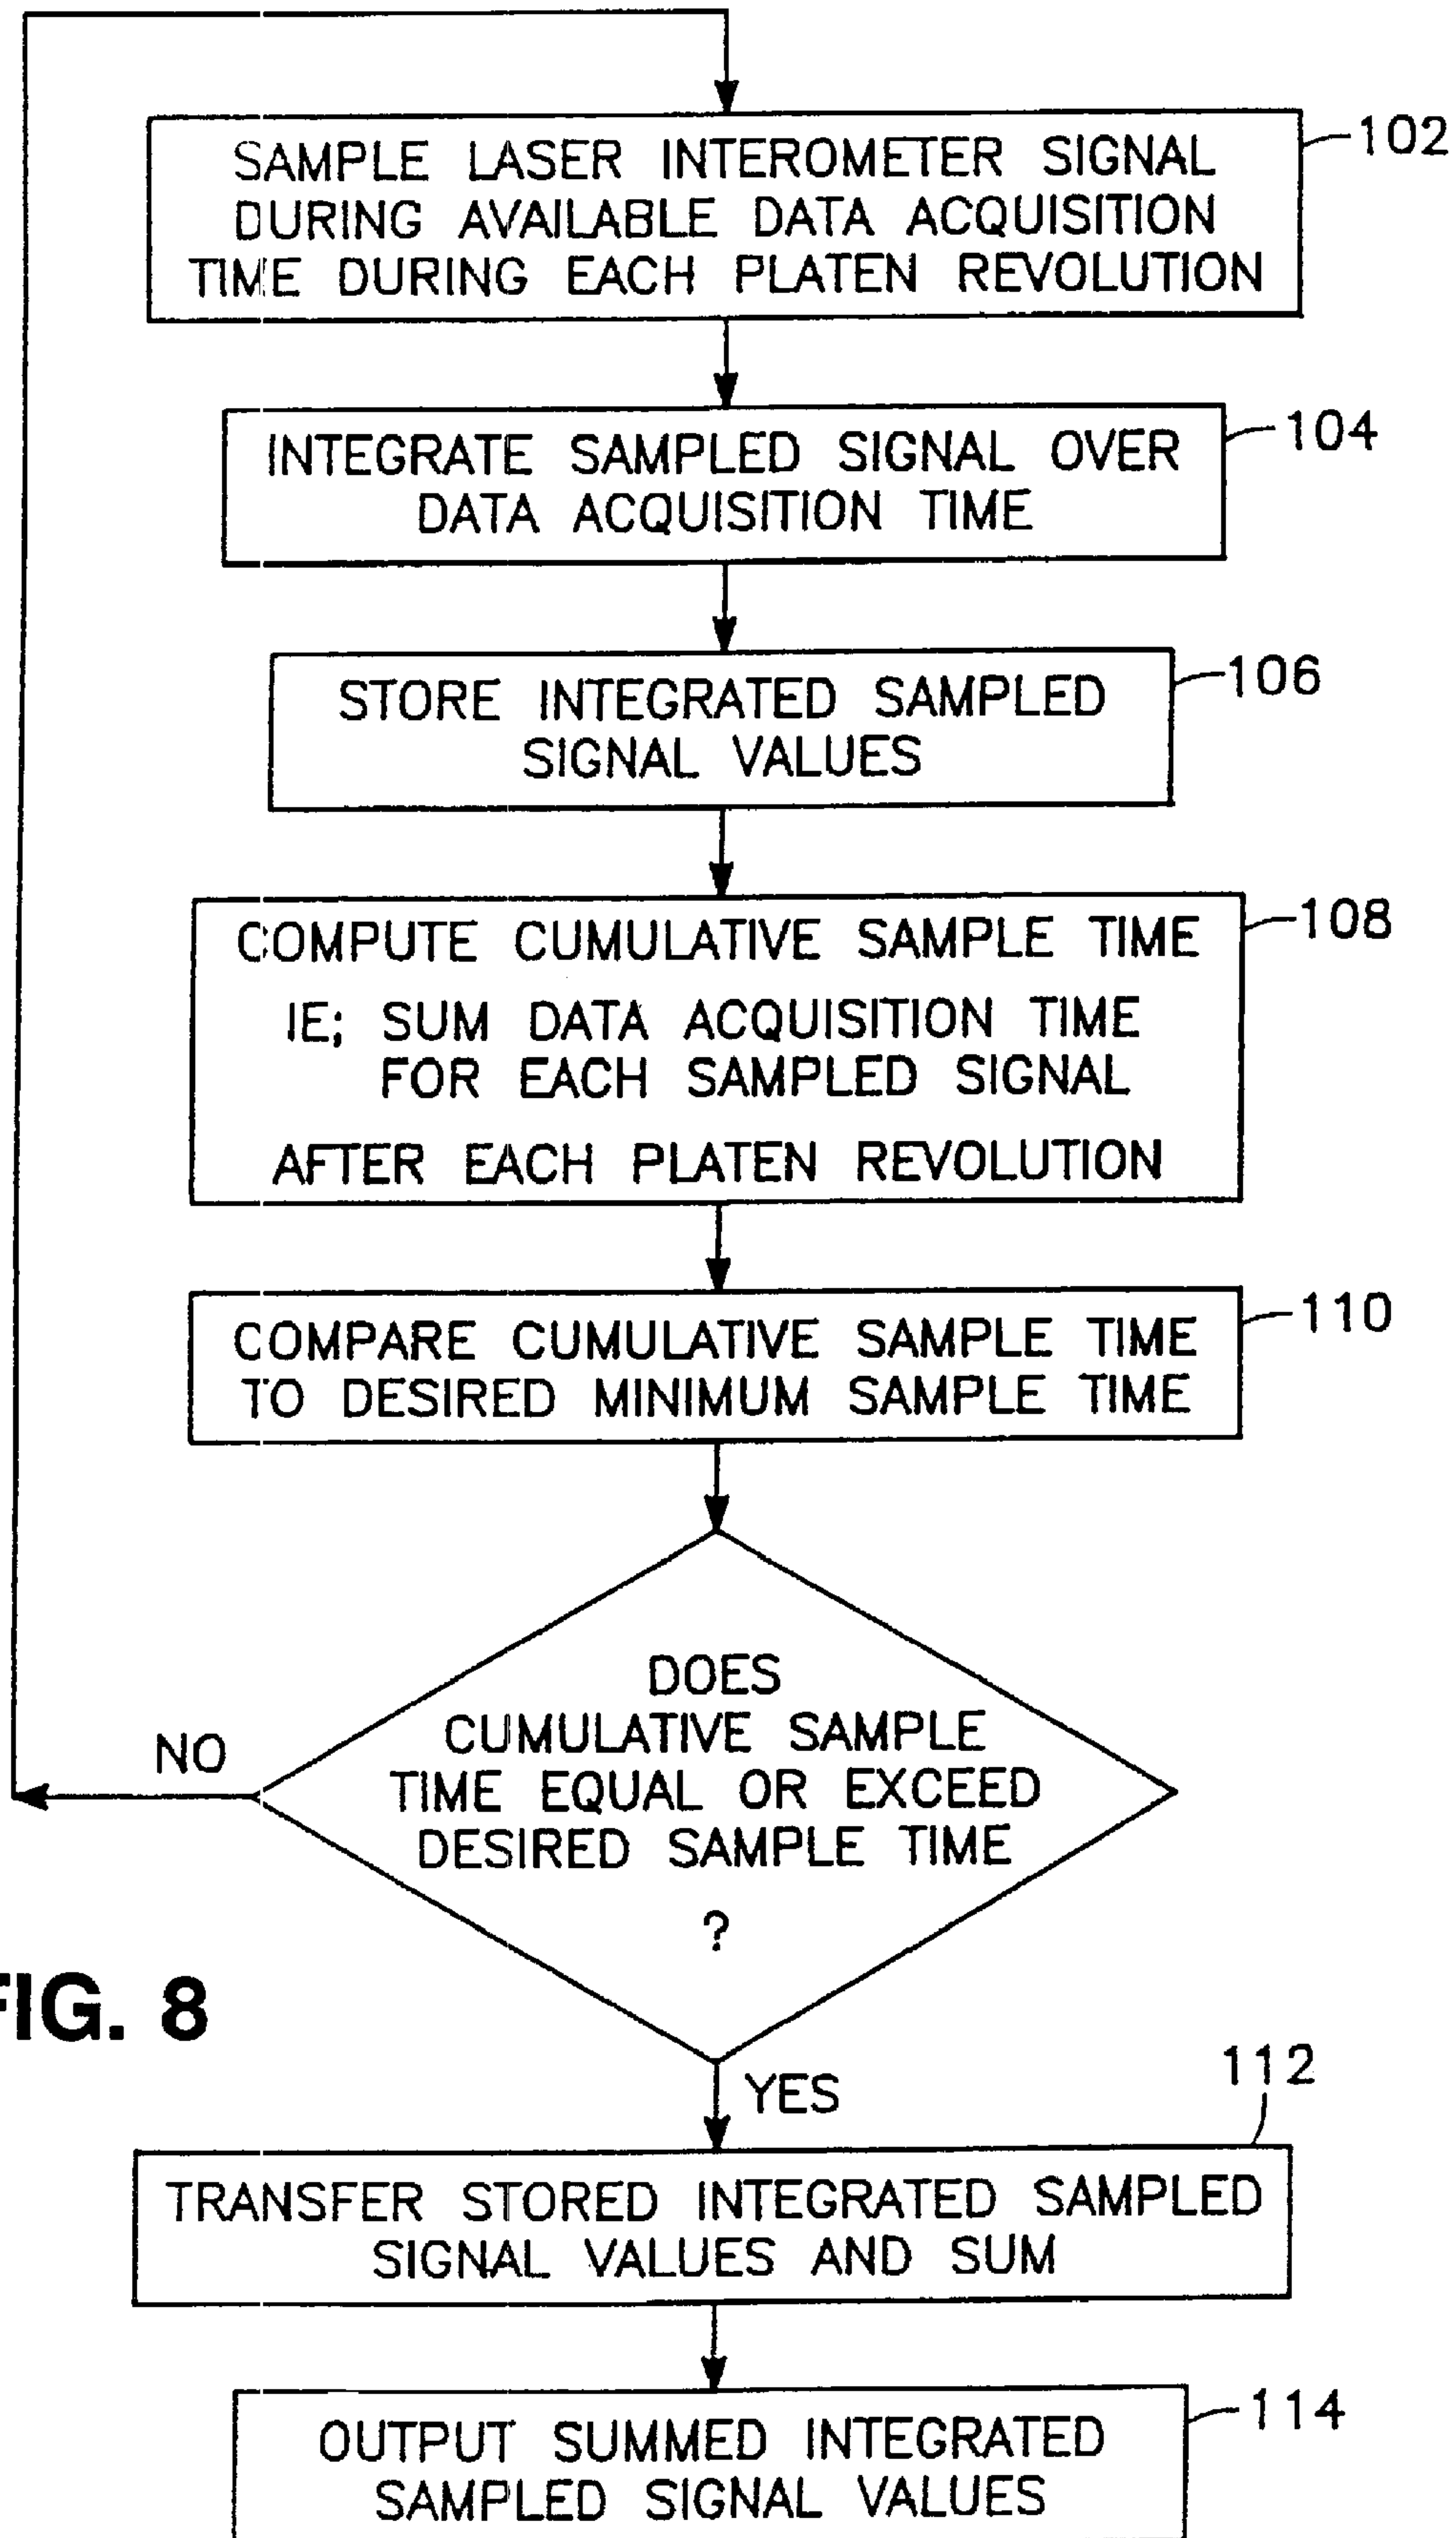 SAMPLE LASER INTEROMETER SIGNAL
DURING AVAILABLE DATA ACQUISITION
TIME DURING EACH PLATEN REVOLUTION
102
INTEGRATE SAMPLED SIGNAL OVER
DATA ACQUISITION TIME
104
STORE INTEGRATED SAMPLED
SIGNAL VALUES
106
COMPUTE CUMULATIVE SAMPLE TIME
IE; SUM DATA ACQUISITION TIME
FOR EACH SAMPLED SIGNAL
AFTER EACH PLATEN REVOLUTION
108
COMPARE CUMULATIVE SAMPLE TIME
TO DESIRED MINIMUM SAMPLE TIME
110
DOES
CUMULATIVE SAMPLE
TIME EQUAL OR EXCEED
DESIRED SAMPLE TIME
?
NO
FIG. 8
YES
112
TRANSFER STORED INTEGRATED SAMPLED
SIGNAL VALUES AND SUM
OUTPUT SUMMED INTEGRATED
SAMPLED SIGNAL VALUES
114